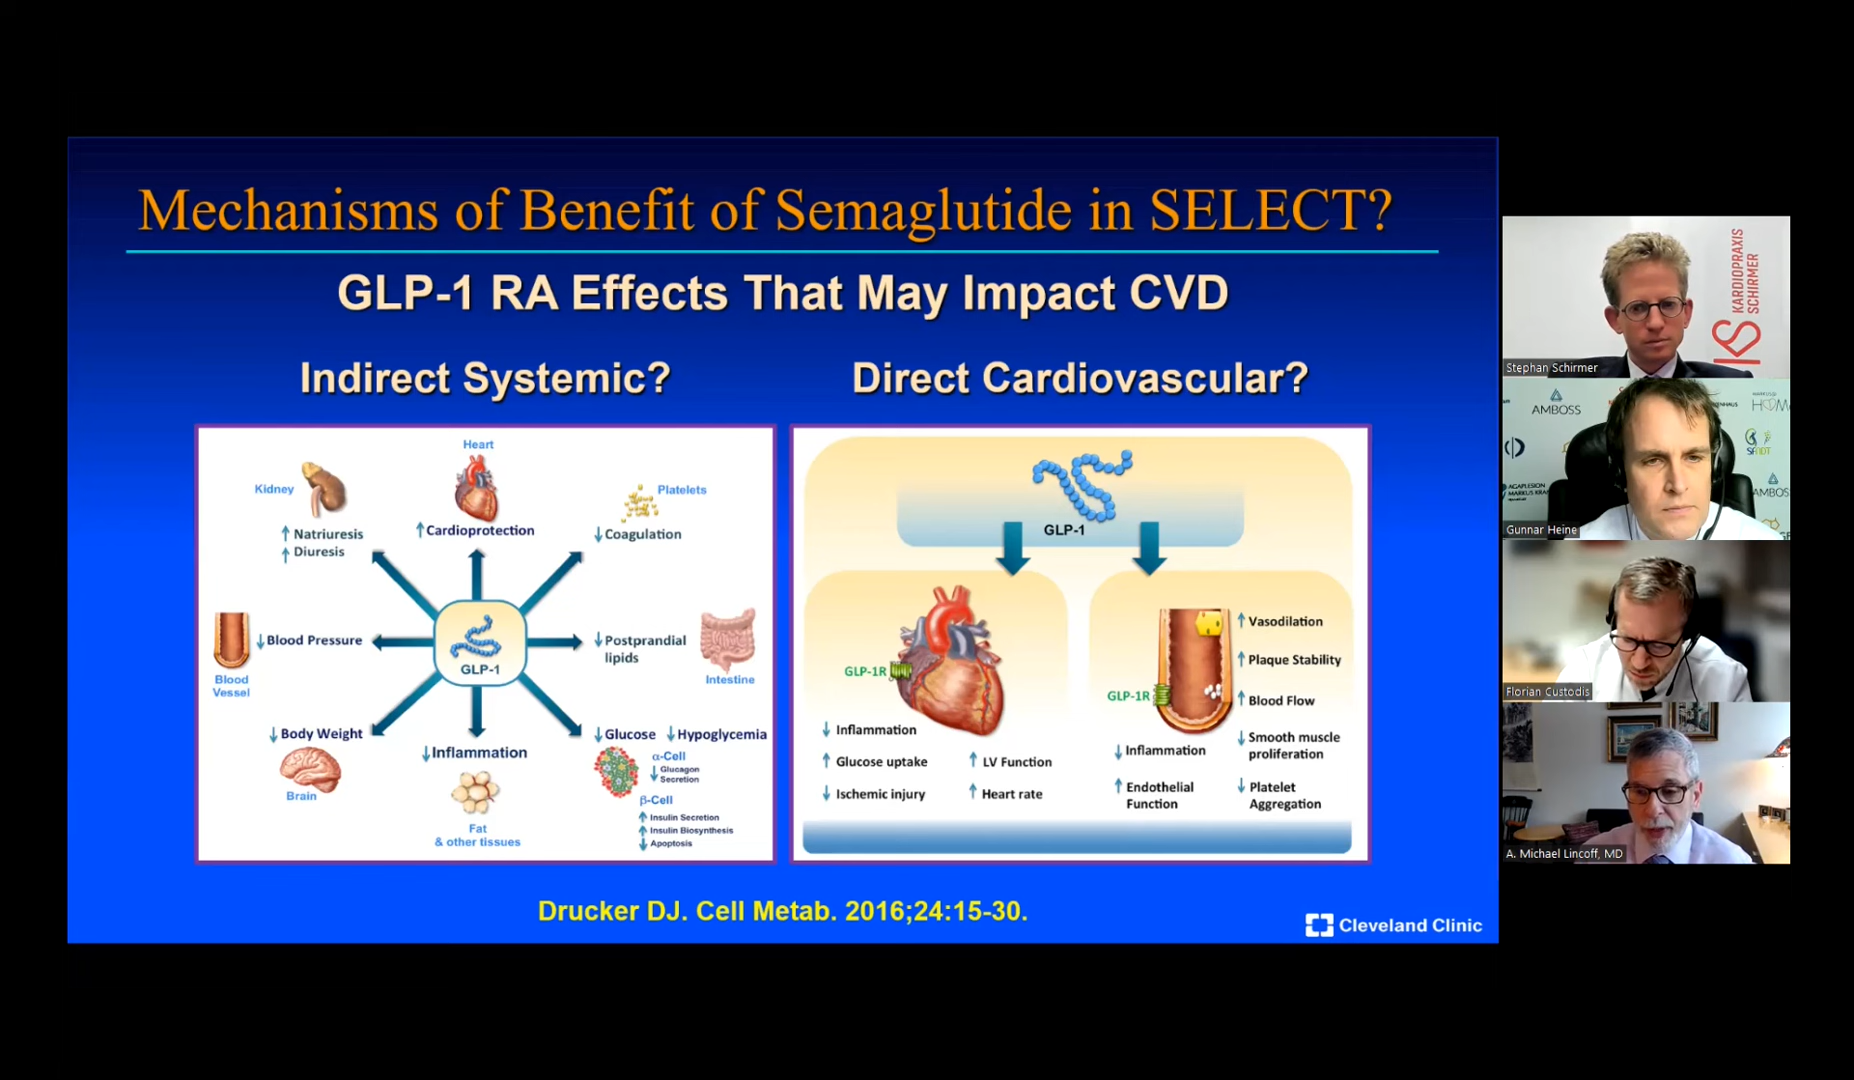 Mechanisms of Benefit of Semaglutide in SELECT?
GLP-1 RA Effects That May Impact CVD
Indirect Systemic?
Direct Cardiovascular?
Heart
Kidney
Platelets
↑ Natriuresis
↑ Diuresis
↑ Cardioprotection
↓ Coagulation
↓ Blood Pressure
Blood
Vessel
GLP-1
↓ Postprandial
lipids
Intestine
↓ Body Weight
Brain
↓ Inflammation
Fat
& other tissues
↓ Glucose ↓ Hypoglycemia
α-Cell
↓ Glucagon
Secretion
β-Cell
↑ Insulin Secretion
↑ Insulin Biosynthesis
↓ Apoptosis
GLP-1
GLP-1R
↓ Inflammation
↑ Glucose uptake
↓ Ischemic injury
↑ LV Function
↑ Heart rate
GLP-1R
↑ Vasodilation
↑ Plaque Stability
↑ Blood Flow
↓ Smooth muscle
proliferation
↓ Inflammation
↑ Endothelial
Function
↓ Platelet
Aggregation
Drucker DJ. Cell Metab. 2016;24:15-30.
Cleveland Clinic
KARDIOPRAXIS
SCHIRMER
Stephan Schirmer
AMBOSS
AGAPLESION
AMBOS
Gunnar Heine
Florian Custodis
A. Michael Lincoff, MD